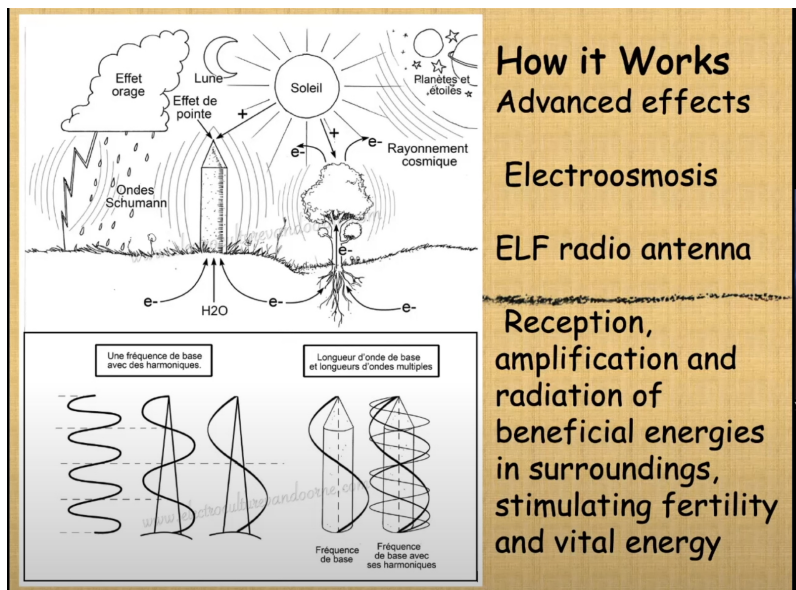 Effet
orage
Lune
Soleil
Planètes et
étoiles
Effet de
pointe
+
+
e-
e-
Rayonnement
cosmique
Ondes
Schumann
e-
e-
H2O
e-
e-
Une fréquence de base
avec des harmoniques.
Longueur d'onde de base
et longueurs d'ondes multiples
Fréquence
de base
Fréquence
de base avec
ses harmoniques
www.electroculturevandoorne.com
How it Works
Advanced effects
Electroosmosis
ELF radio antenna
Reception,
amplification and
radiation of
beneficial energies
in surroundings,
stimulating fertility
and vital energy